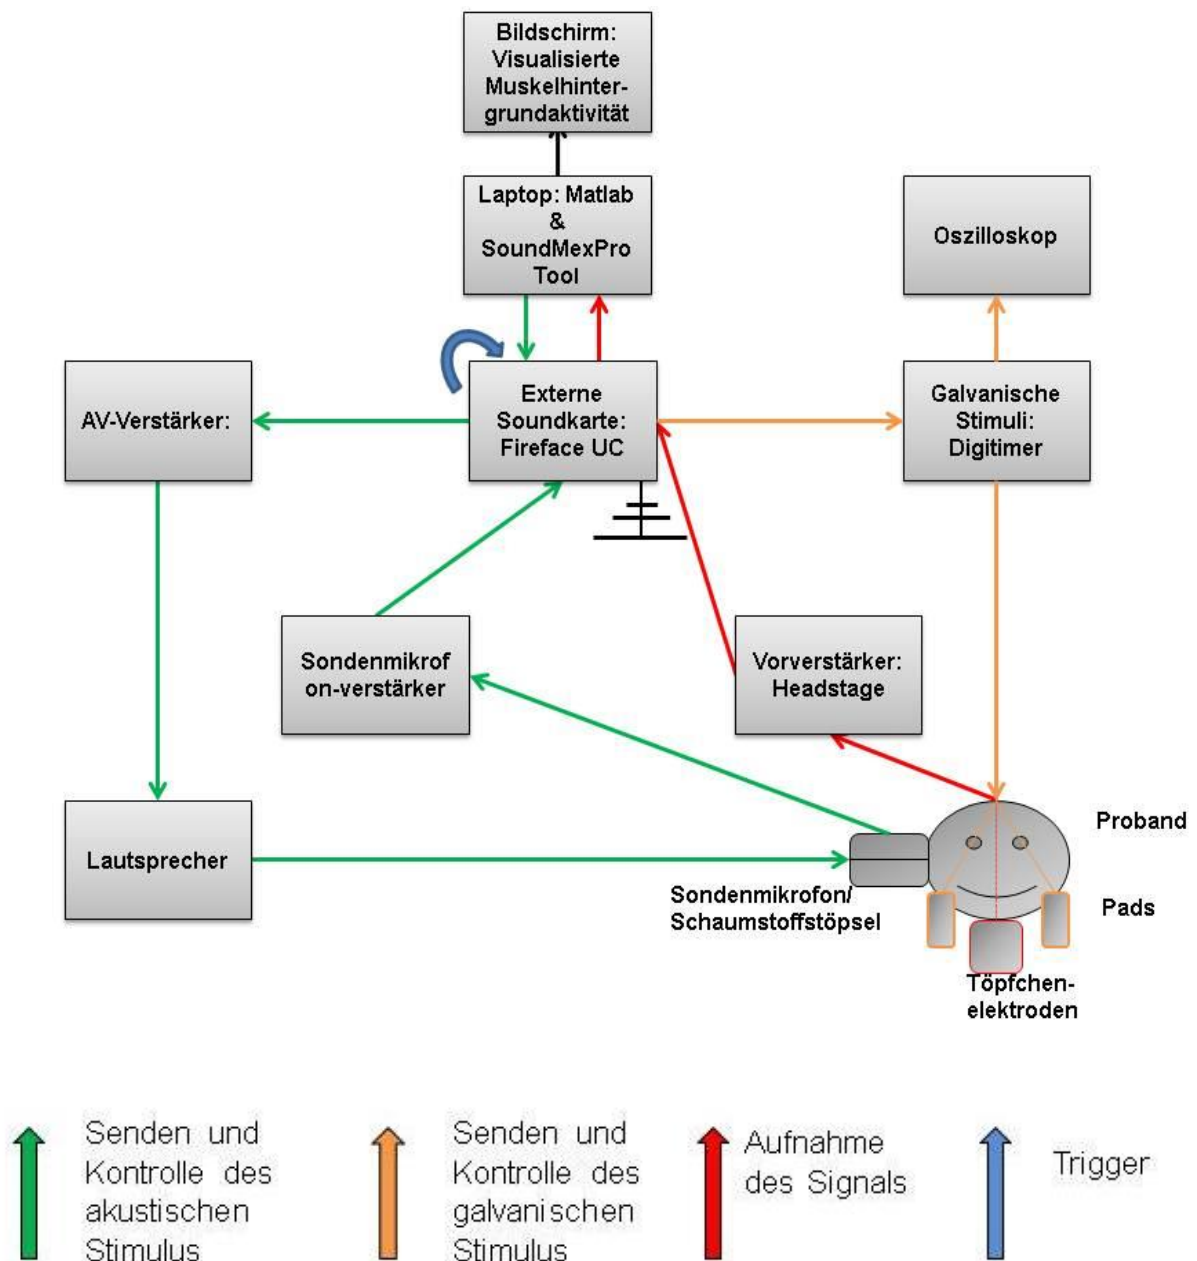 Bildschirm:
Visualisierte
Muskelhinter-
grundaktivität
Laptop: Matlab
&
SoundMexPro
Tool
Oszilloskop
AV-Verstärker:
Externe
Soundkarte:
Fireface UC
Galvanische
Stimuli:
Digitimer
Sondenmikrof
on-verstärker
Vorverstärker:
Headstage
Lautsprecher
Proband
Sondenmikrofon/
Schaumstoffstöpsel
Pads
Töpfchen-
elektroden
Senden und
Kontrolle des
akustischen
Stimulus
Senden und
Kontrolle des
galvanischen
Stimulus
Aufnahme
des Signals
Trigger